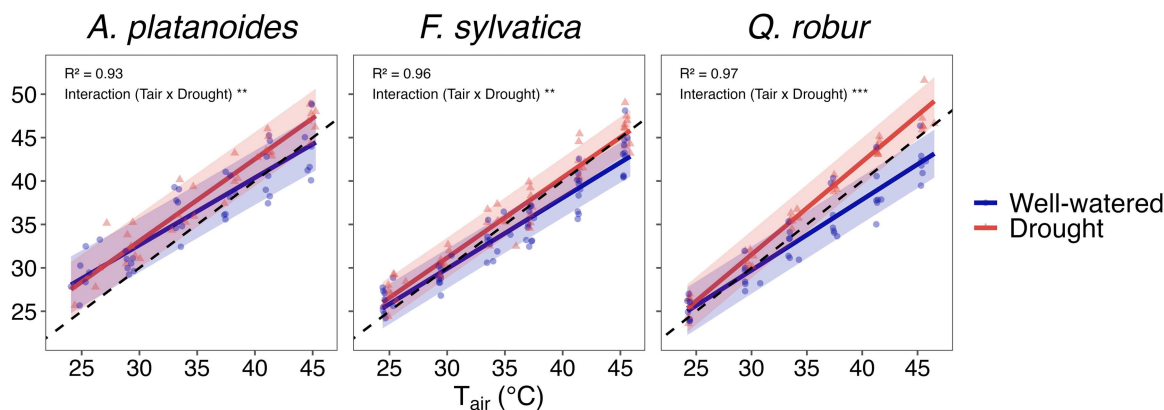 A. platanoides
F. sylvatica
Q. robur
R² = 0.93
Interaction (Tair x Drought) **
R² = 0.96
Interaction (Tair x Drought) **
R² = 0.97
Interaction (Tair x Drought) ***
50
45
40
35
30
25
25 30 35 40 45
25 30 35 40 45
25 30 35 40 45
Tair (°C)
Well-watered
Drought